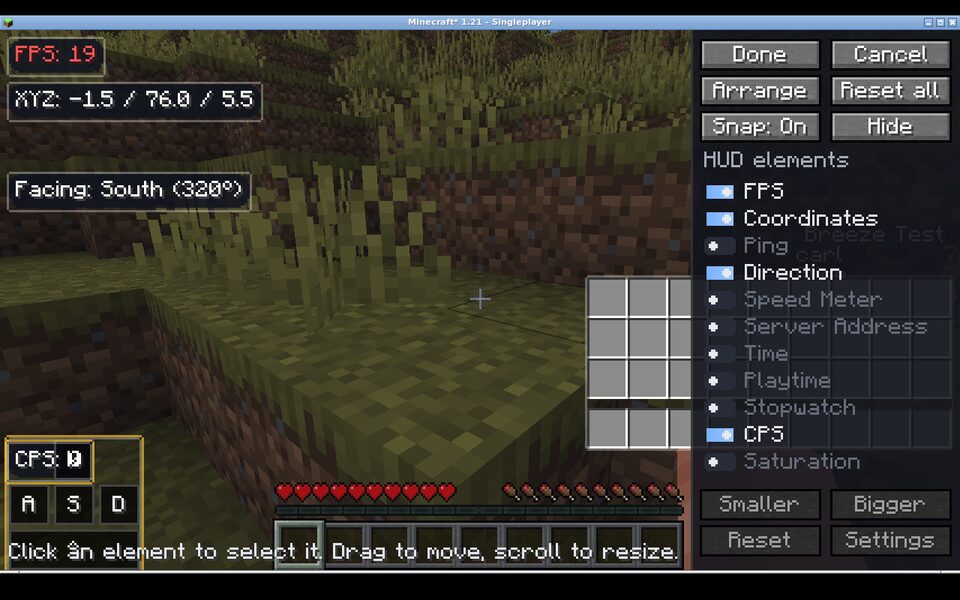 Minecraft* 1.21 - Singleplayer
FPS: 19
XYZ: -1.5 / 76.0 / 5.5
Facing: South (320°)
CPS: 0
A S D
Click an element to select it. Drag to move, scroll to resize.
Done Cancel
Arrange Reset all
Snap: On Hide
HUD elements
FPS
Coordinates
Breeze Test
Ping
carl
Direction
Speed Meter
Server Address
Time
Playtime
Stopwatch
CPS
Saturation
Smaller Bigger
Reset Settings